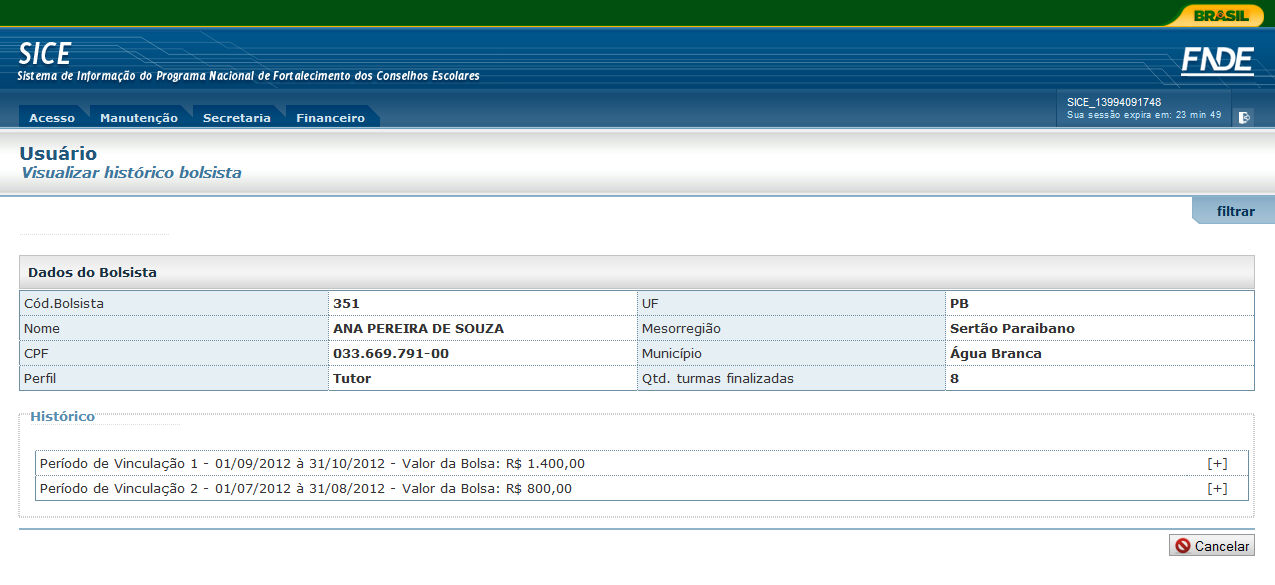 BRASIL
SICE
Sistema de Informação do Programa Nacional de Fortalecimento dos Conselhos Escolares
FNDE
Acesso Manutenção Secretaria Financeiro
SICE_13994091748
Sua sessão expira em: 23 min 49
Usuário
Visualizar histórico bolsista
filtrar
Dados do Bolsista
Cód.Bolsista 351 UF PB
Nome ANA PEREIRA DE SOUZA Mesorregião Sertão Paraibano
CPF 033.669.791-00 Município Água Branca
Perfil Tutor Qtd. turmas finalizadas 8
Histórico
Período de Vinculação 1 - 01/09/2012 à 31/10/2012 - Valor da Bolsa: R$ 1.400,00 [+]
Período de Vinculação 2 - 01/07/2012 à 31/08/2012 - Valor da Bolsa: R$ 800,00 [+]
Cancelar